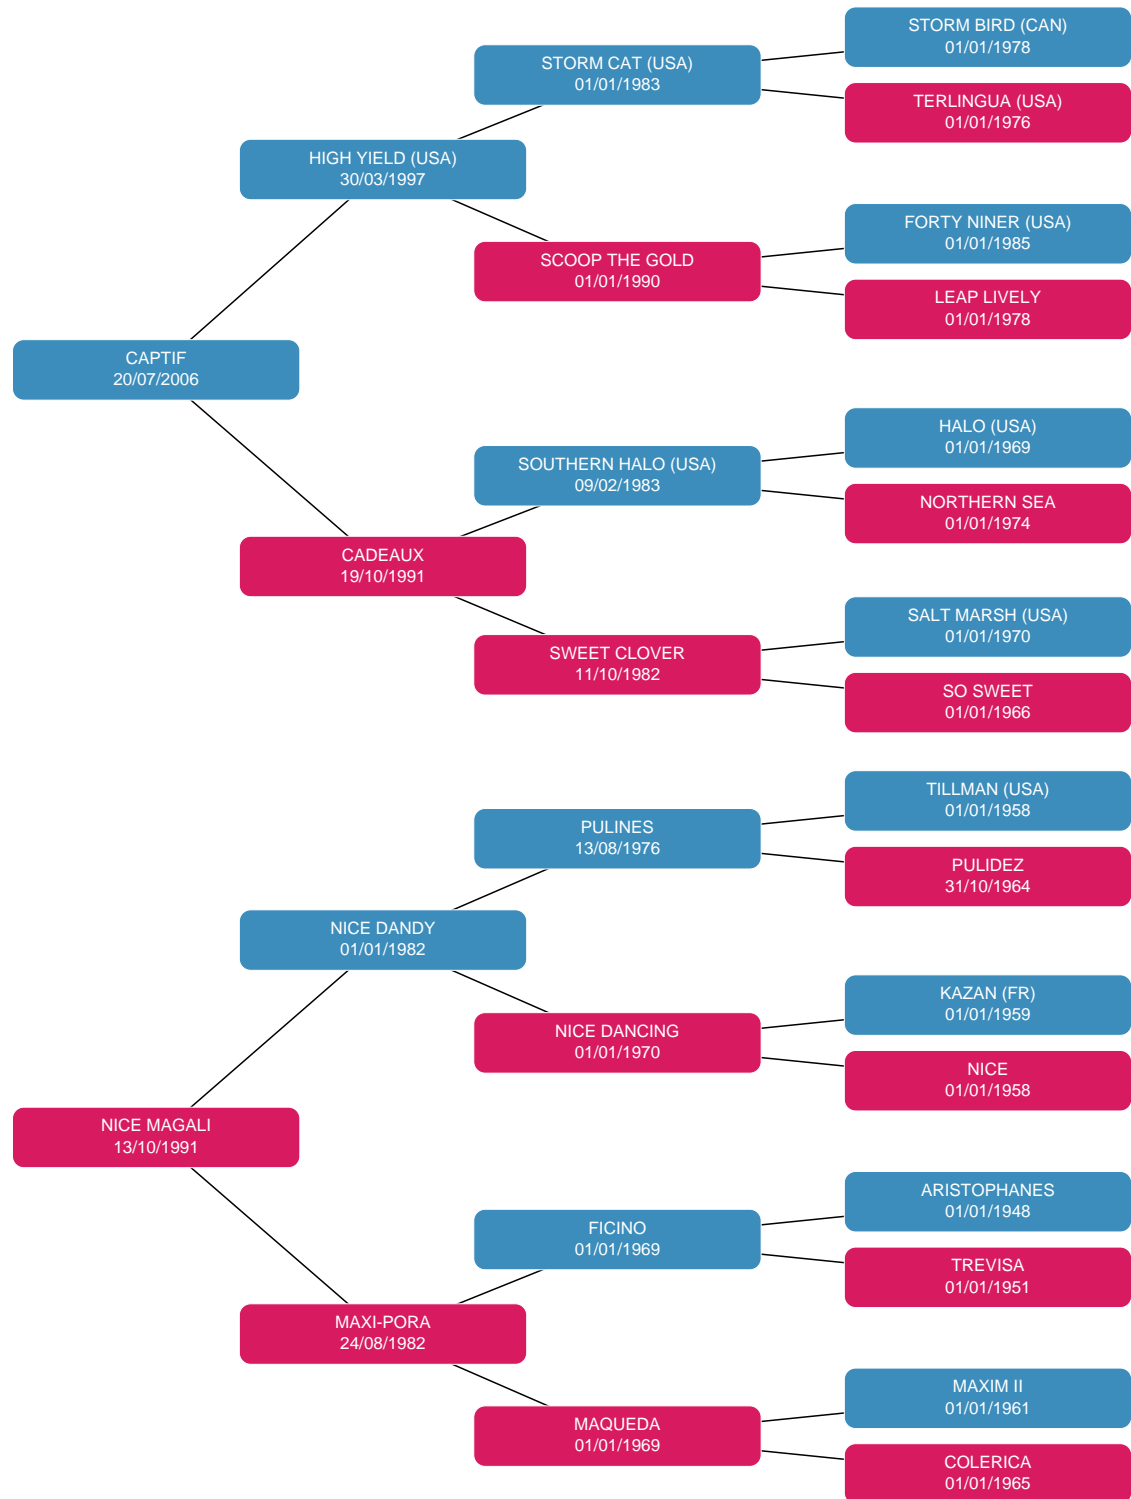 STORM BIRD (CAN)
01/01/1978
STORM CAT (USA)
01/01/1983
TERLINGUA (USA)
01/01/1976
HIGH YIELD (USA)
30/03/1997
FORTY NINER (USA)
01/01/1985
SCOOP THE GOLD
01/01/1990
LEAP LIVELY
01/01/1978
CAPTIF
20/07/2006
HALO (USA)
01/01/1969
SOUTHERN HALO (USA)
09/02/1983
NORTHERN SEA
01/01/1974
CADEAUX
19/10/1991
SALT MARSH (USA)
01/01/1970
SWEET CLOVER
11/10/1982
SO SWEET
01/01/1966
TILLMAN (USA)
01/01/1958
PULINES
13/08/1976
PULIDEZ
31/10/1964
NICE DANDY
01/01/1982
KAZAN (FR)
01/01/1959
NICE DANCING
01/01/1970
NICE
01/01/1958
NICE MAGALI
13/10/1991
ARISTOPHANES
01/01/1948
FICINO
01/01/1969
TREVISA
01/01/1951
MAXI-PORA
24/08/1982
MAXIM II
01/01/1961
MAQUEDA
01/01/1969
COLERICA
01/01/1965